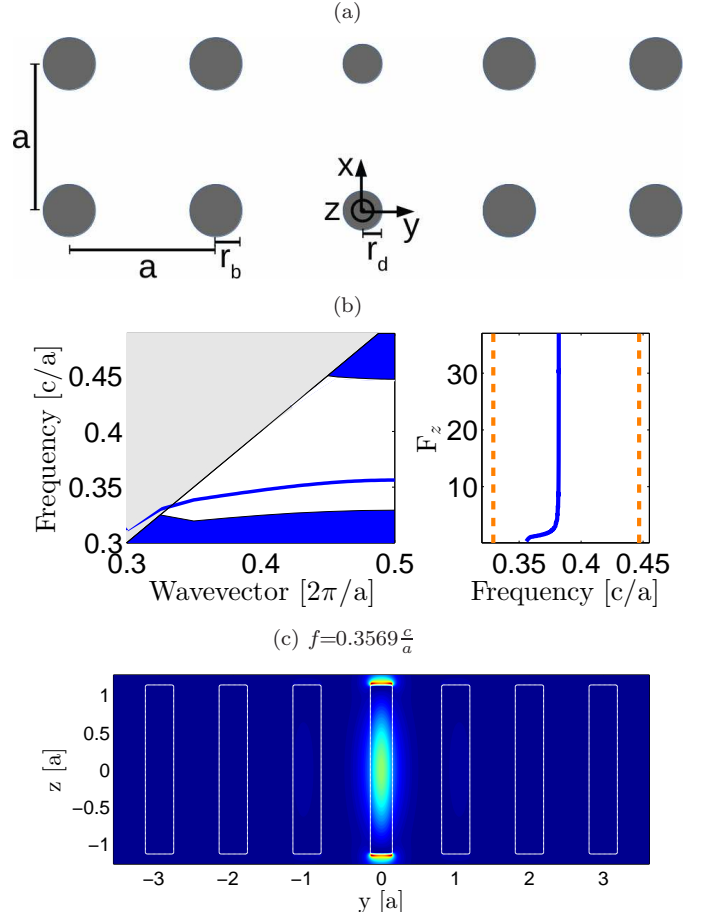 (a)
a
x
z
y
a
r_b
r_d
(b)
Frequency [c/a]
0.45
0.4
0.35
0.3
0.3
0.4
0.5
Wavevector [2π/a]
F_z
30
20
10
0.35
0.4
0.45
Frequency [c/a]
(c) f=0.3569 c/a
z [a]
1
0.5
0
−0.5
−1
−3
−2
−1
0
1
2
3
y [a]